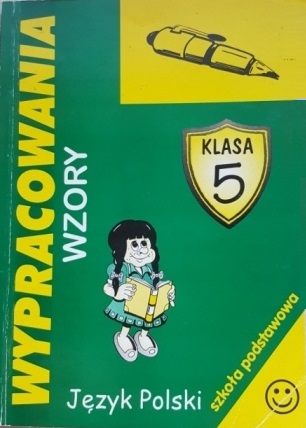 WYPRACOWANIA
WZORY
KLASA
5
Język Polski
szkoła podstawowa